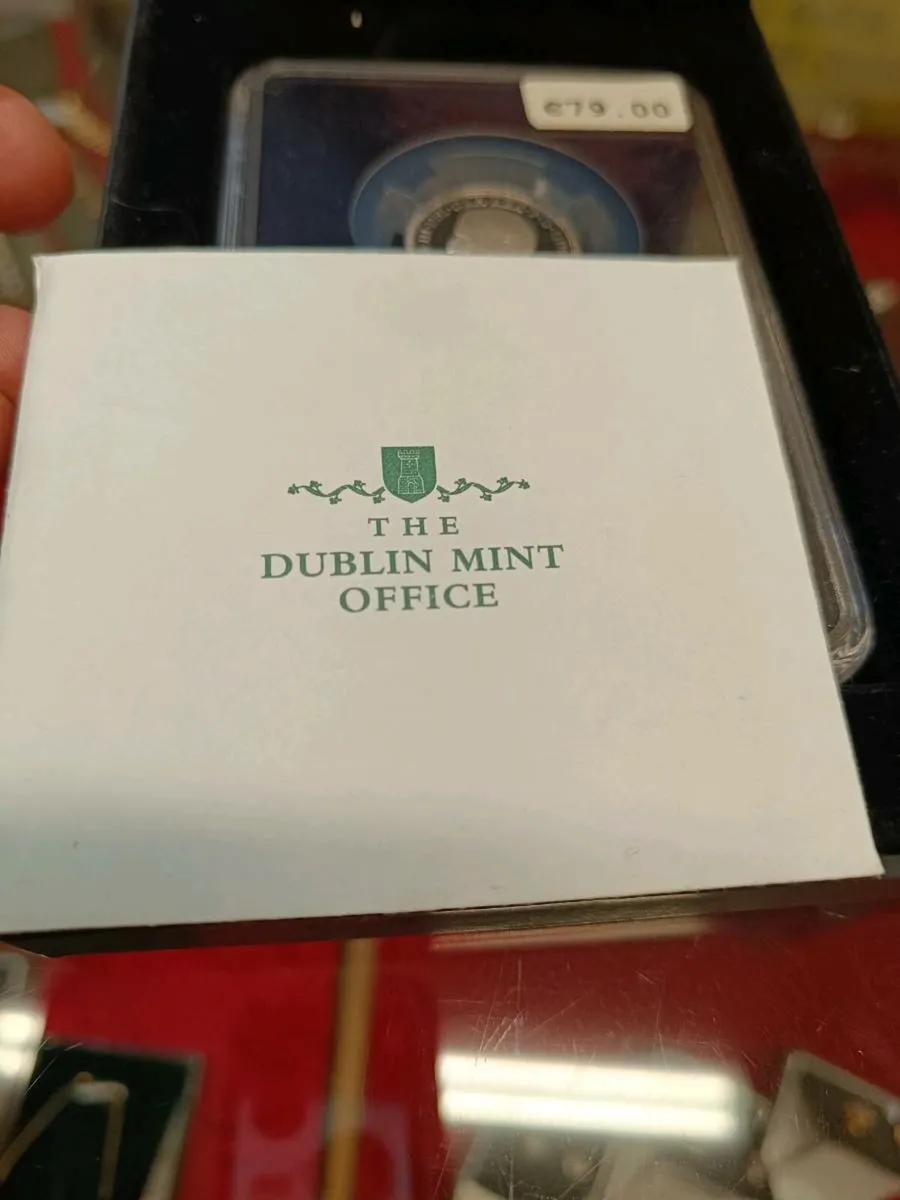 €79.00
THE
DUBLIN MINT
OFFICE